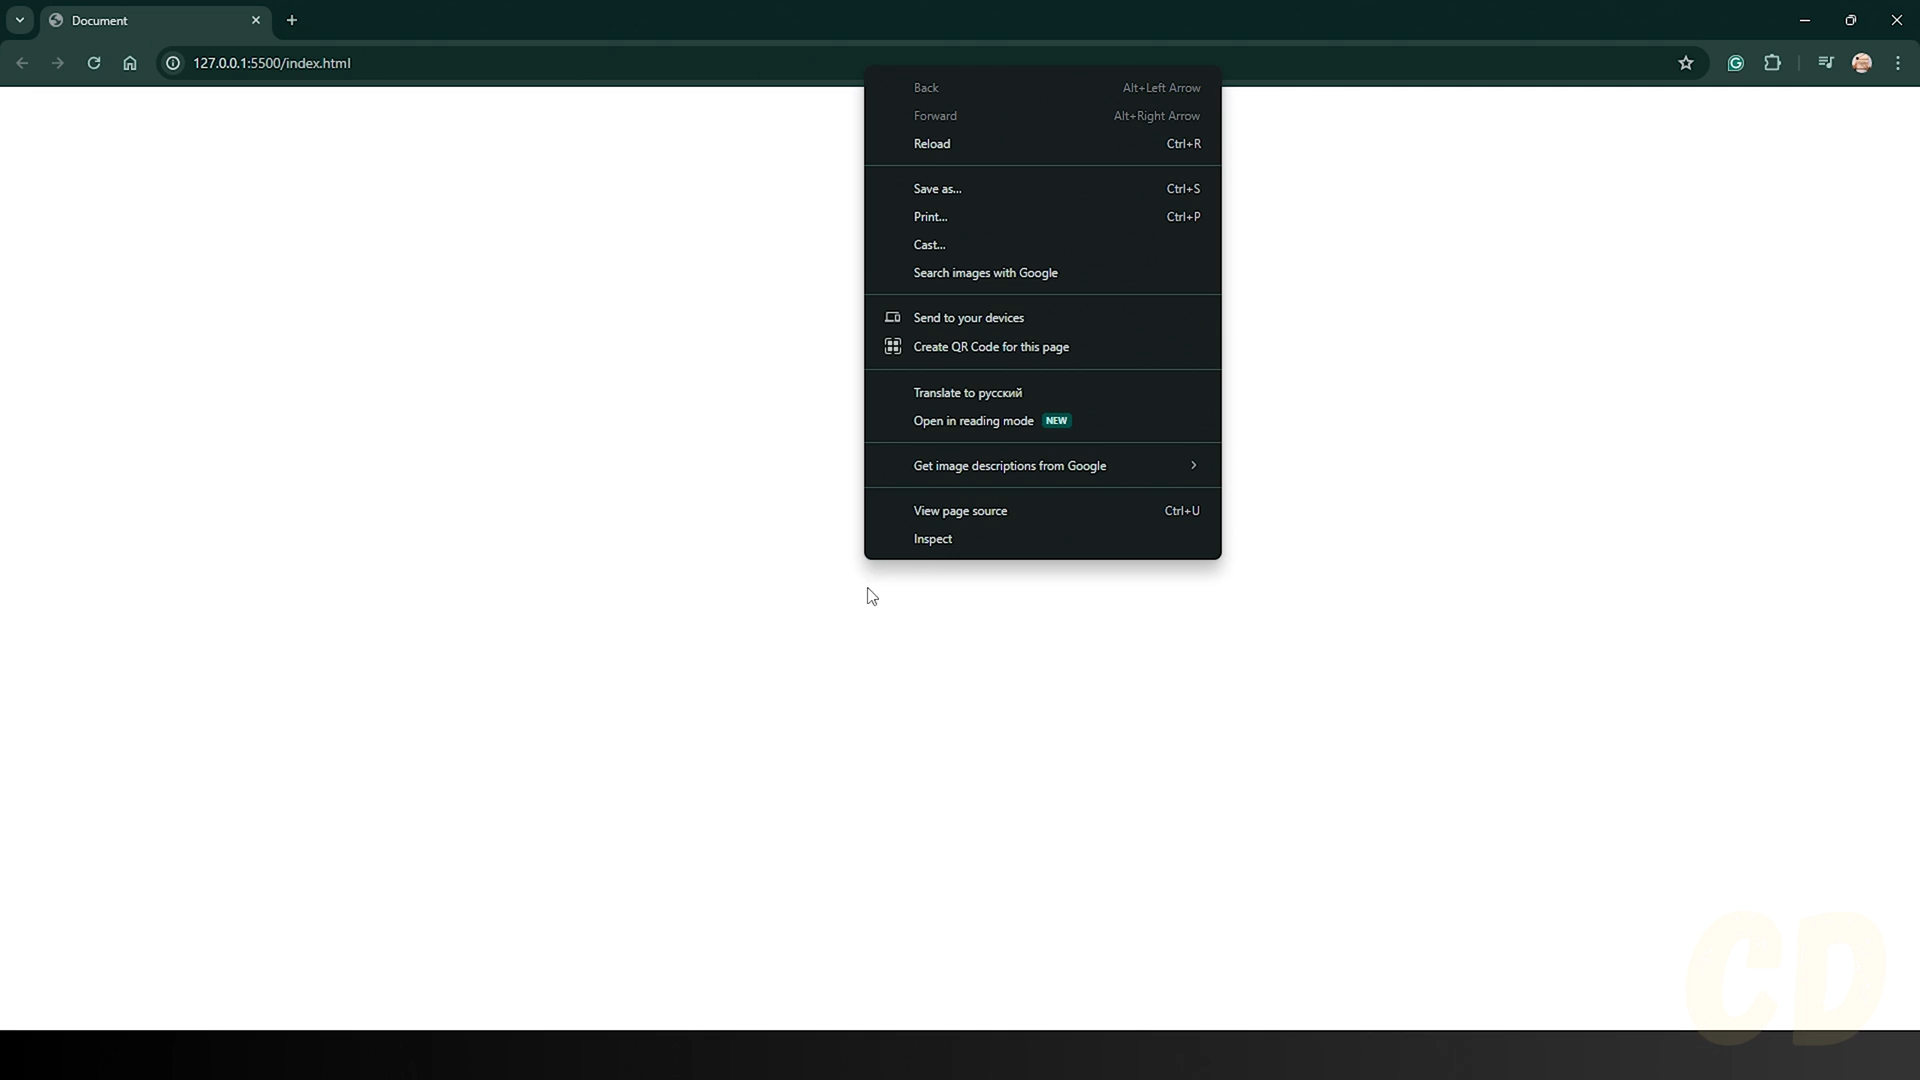 Document
127.0.0.1:5500/index.html
Back Alt+Left Arrow
Forward Alt+Right Arrow
Reload Ctrl+R
Save as... Ctrl+S
Print... Ctrl+P
Cast...
Search images with Google
Send to your devices
Create QR Code for this page
Translate to русский
Open in reading mode NEW
Get image descriptions from Google
View page source Ctrl+U
Inspect
CD